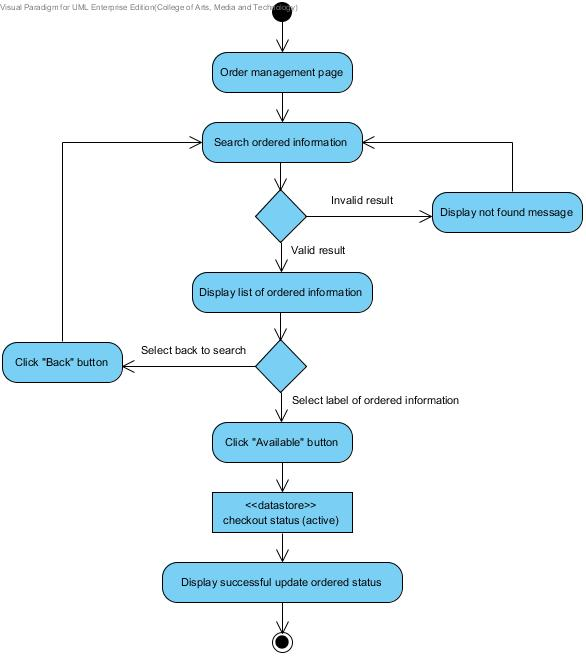 Visual Paradigm for UML Enterprise Edition(College of Arts, Media and Technology)
Order management page
Search ordered information
Invalid result
Display not found message
Valid result
Display list of ordered information
Select back to search
Click "Back" button
Select label of ordered information
Click "Available" button
<<datastore>>
checkout status (active)
Display successful update ordered status